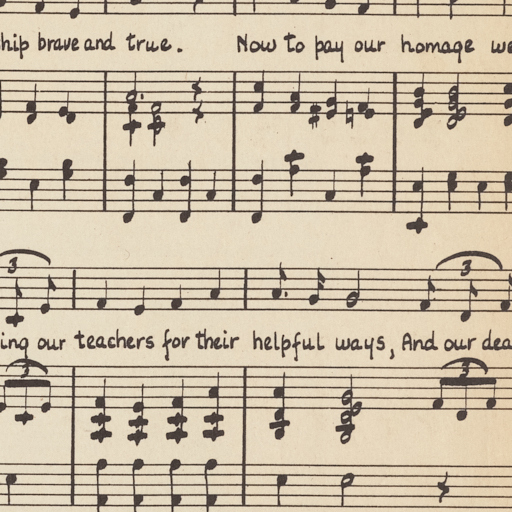 hip brave and true. Now to pay our homage we
3 3
ing our teachers for their helpful ways, And our dea
3 3